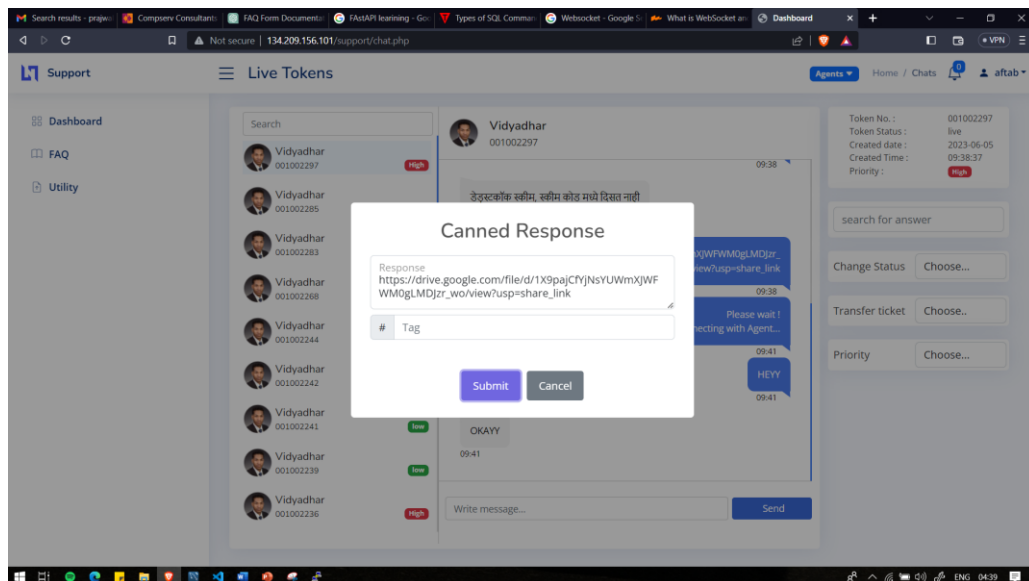 Search results - prajwa
Compserv Consultants
FAQ Form Documentat
FAstAPI learining - Goo
Types of SQL Comman
Websocket - Google S
What is WebSocket an
Dashboard
Not secure | 134.209.156.101/support/chat.php
VPN
Support
Live Tokens
Agents
Home / Chats
0
aftab
Dashboard
FAQ
Utility
Search
Vidyadhar
001002297
High
Vidyadhar
001002285
Vidyadhar
001002283
Vidyadhar
001002268
Vidyadhar
001002244
Vidyadhar
001002242
Vidyadhar
001002241
low
Vidyadhar
001002239
low
Vidyadhar
001002236
High
Vidyadhar
001002297
09:38
डेडस्टकॉक स्कीम, स्कीम कोड मध्ये दिसत नाही
XJWFWM0gLMDJzr_
view?usp=share_link
09:38
Please wait !
necting with Agent...
09:41
HEYY
09:41
OKAYY
09:41
Write message...
Send
Canned Response
Response
https://drive.google.com/file/d/1X9pajCfYjNsYUWmXJWF
WM0gLMDJzr_wo/view?usp=share_link
# Tag
Submit
Cancel
Token No. : 001002297
Token Status : live
Created date : 2023-06-05
Created Time : 09:38:37
Priority : High
search for answer
Change Status Choose...
Transfer ticket Choose..
Priority Choose...
ENG 04:39